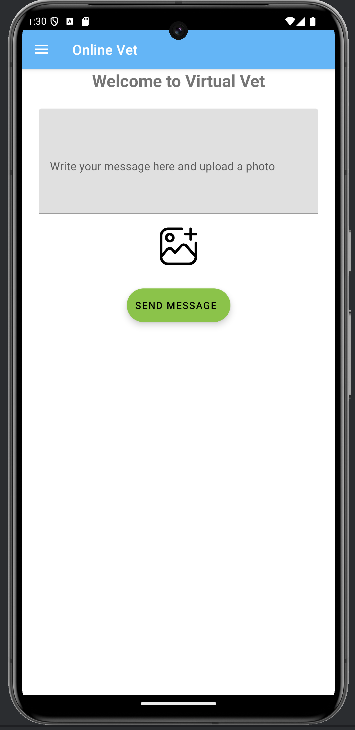 1:30
Online Vet
Welcome to Virtual Vet
Write your message here and upload a photo
SEND MESSAGE